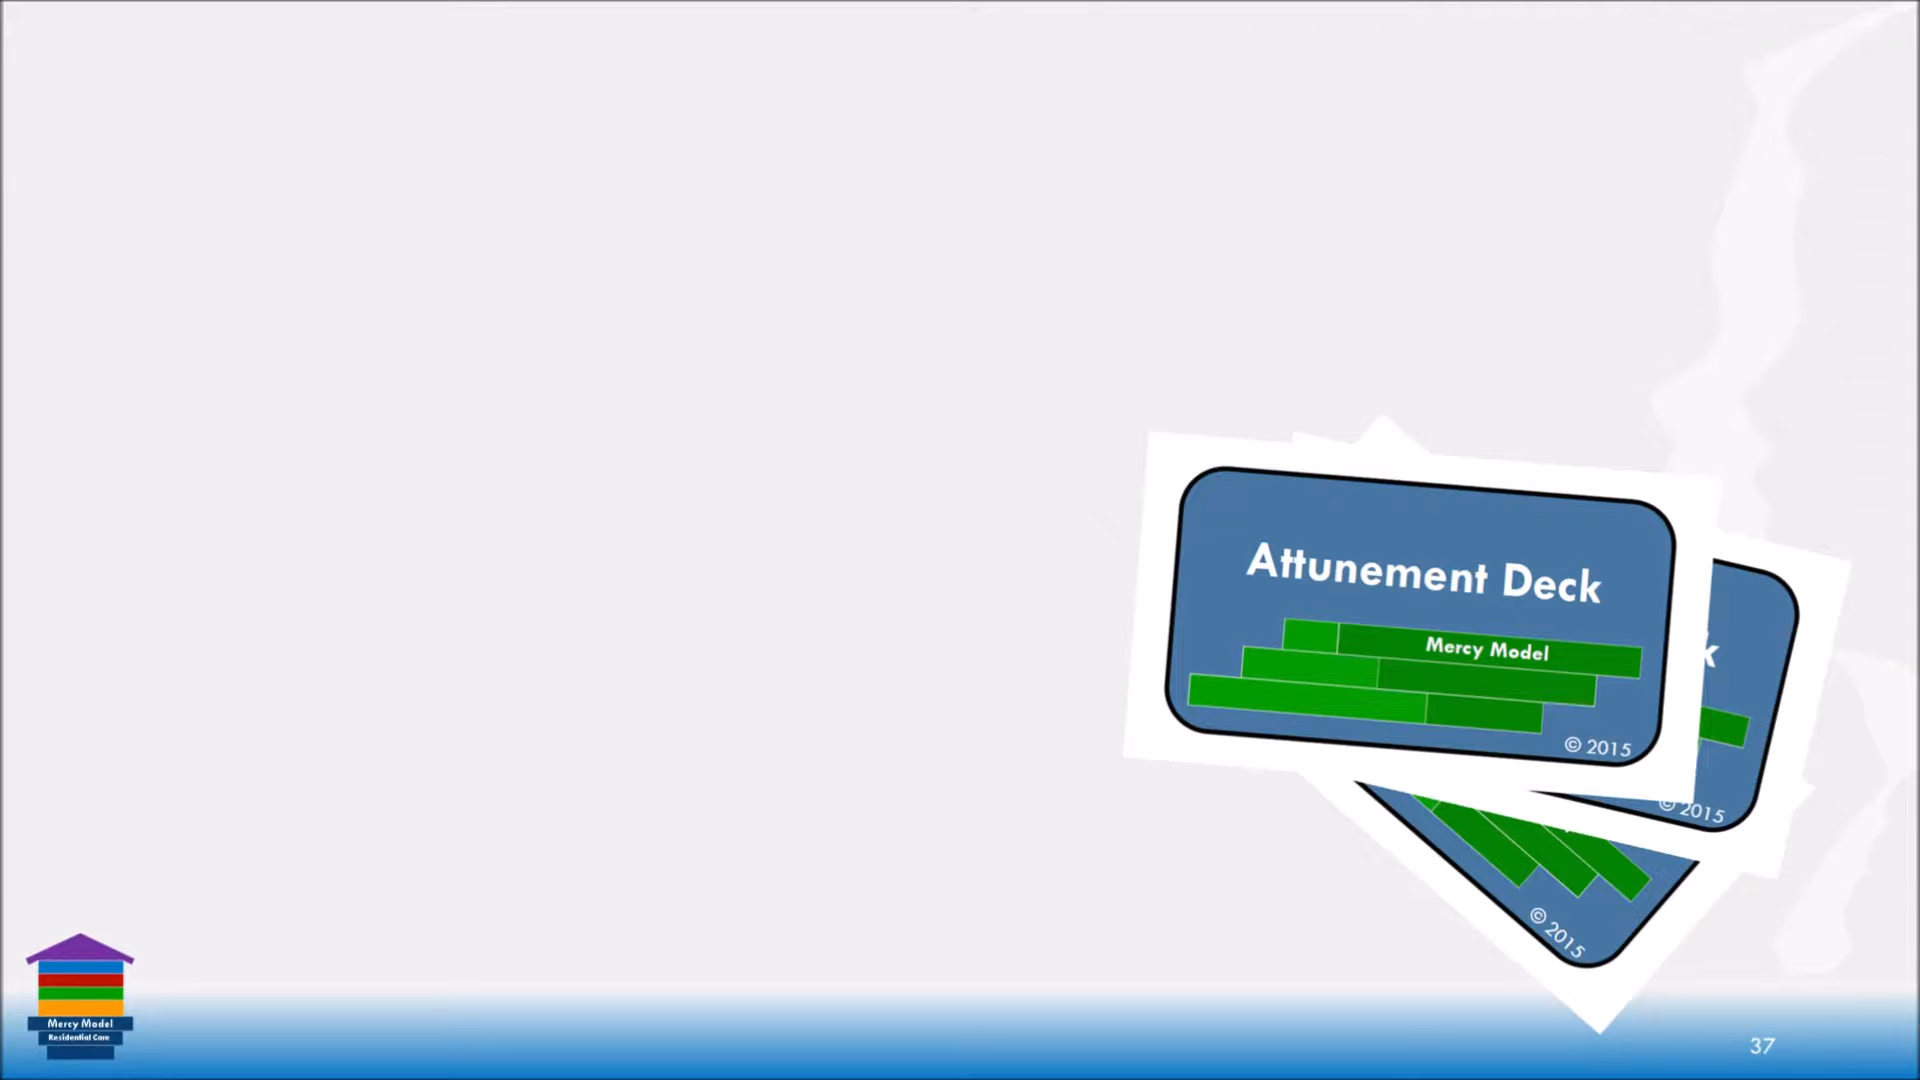 Attunement Deck
Mercy Model
© 2015
k
© 2015
© 2015
Mercy Model
Residential Care
37